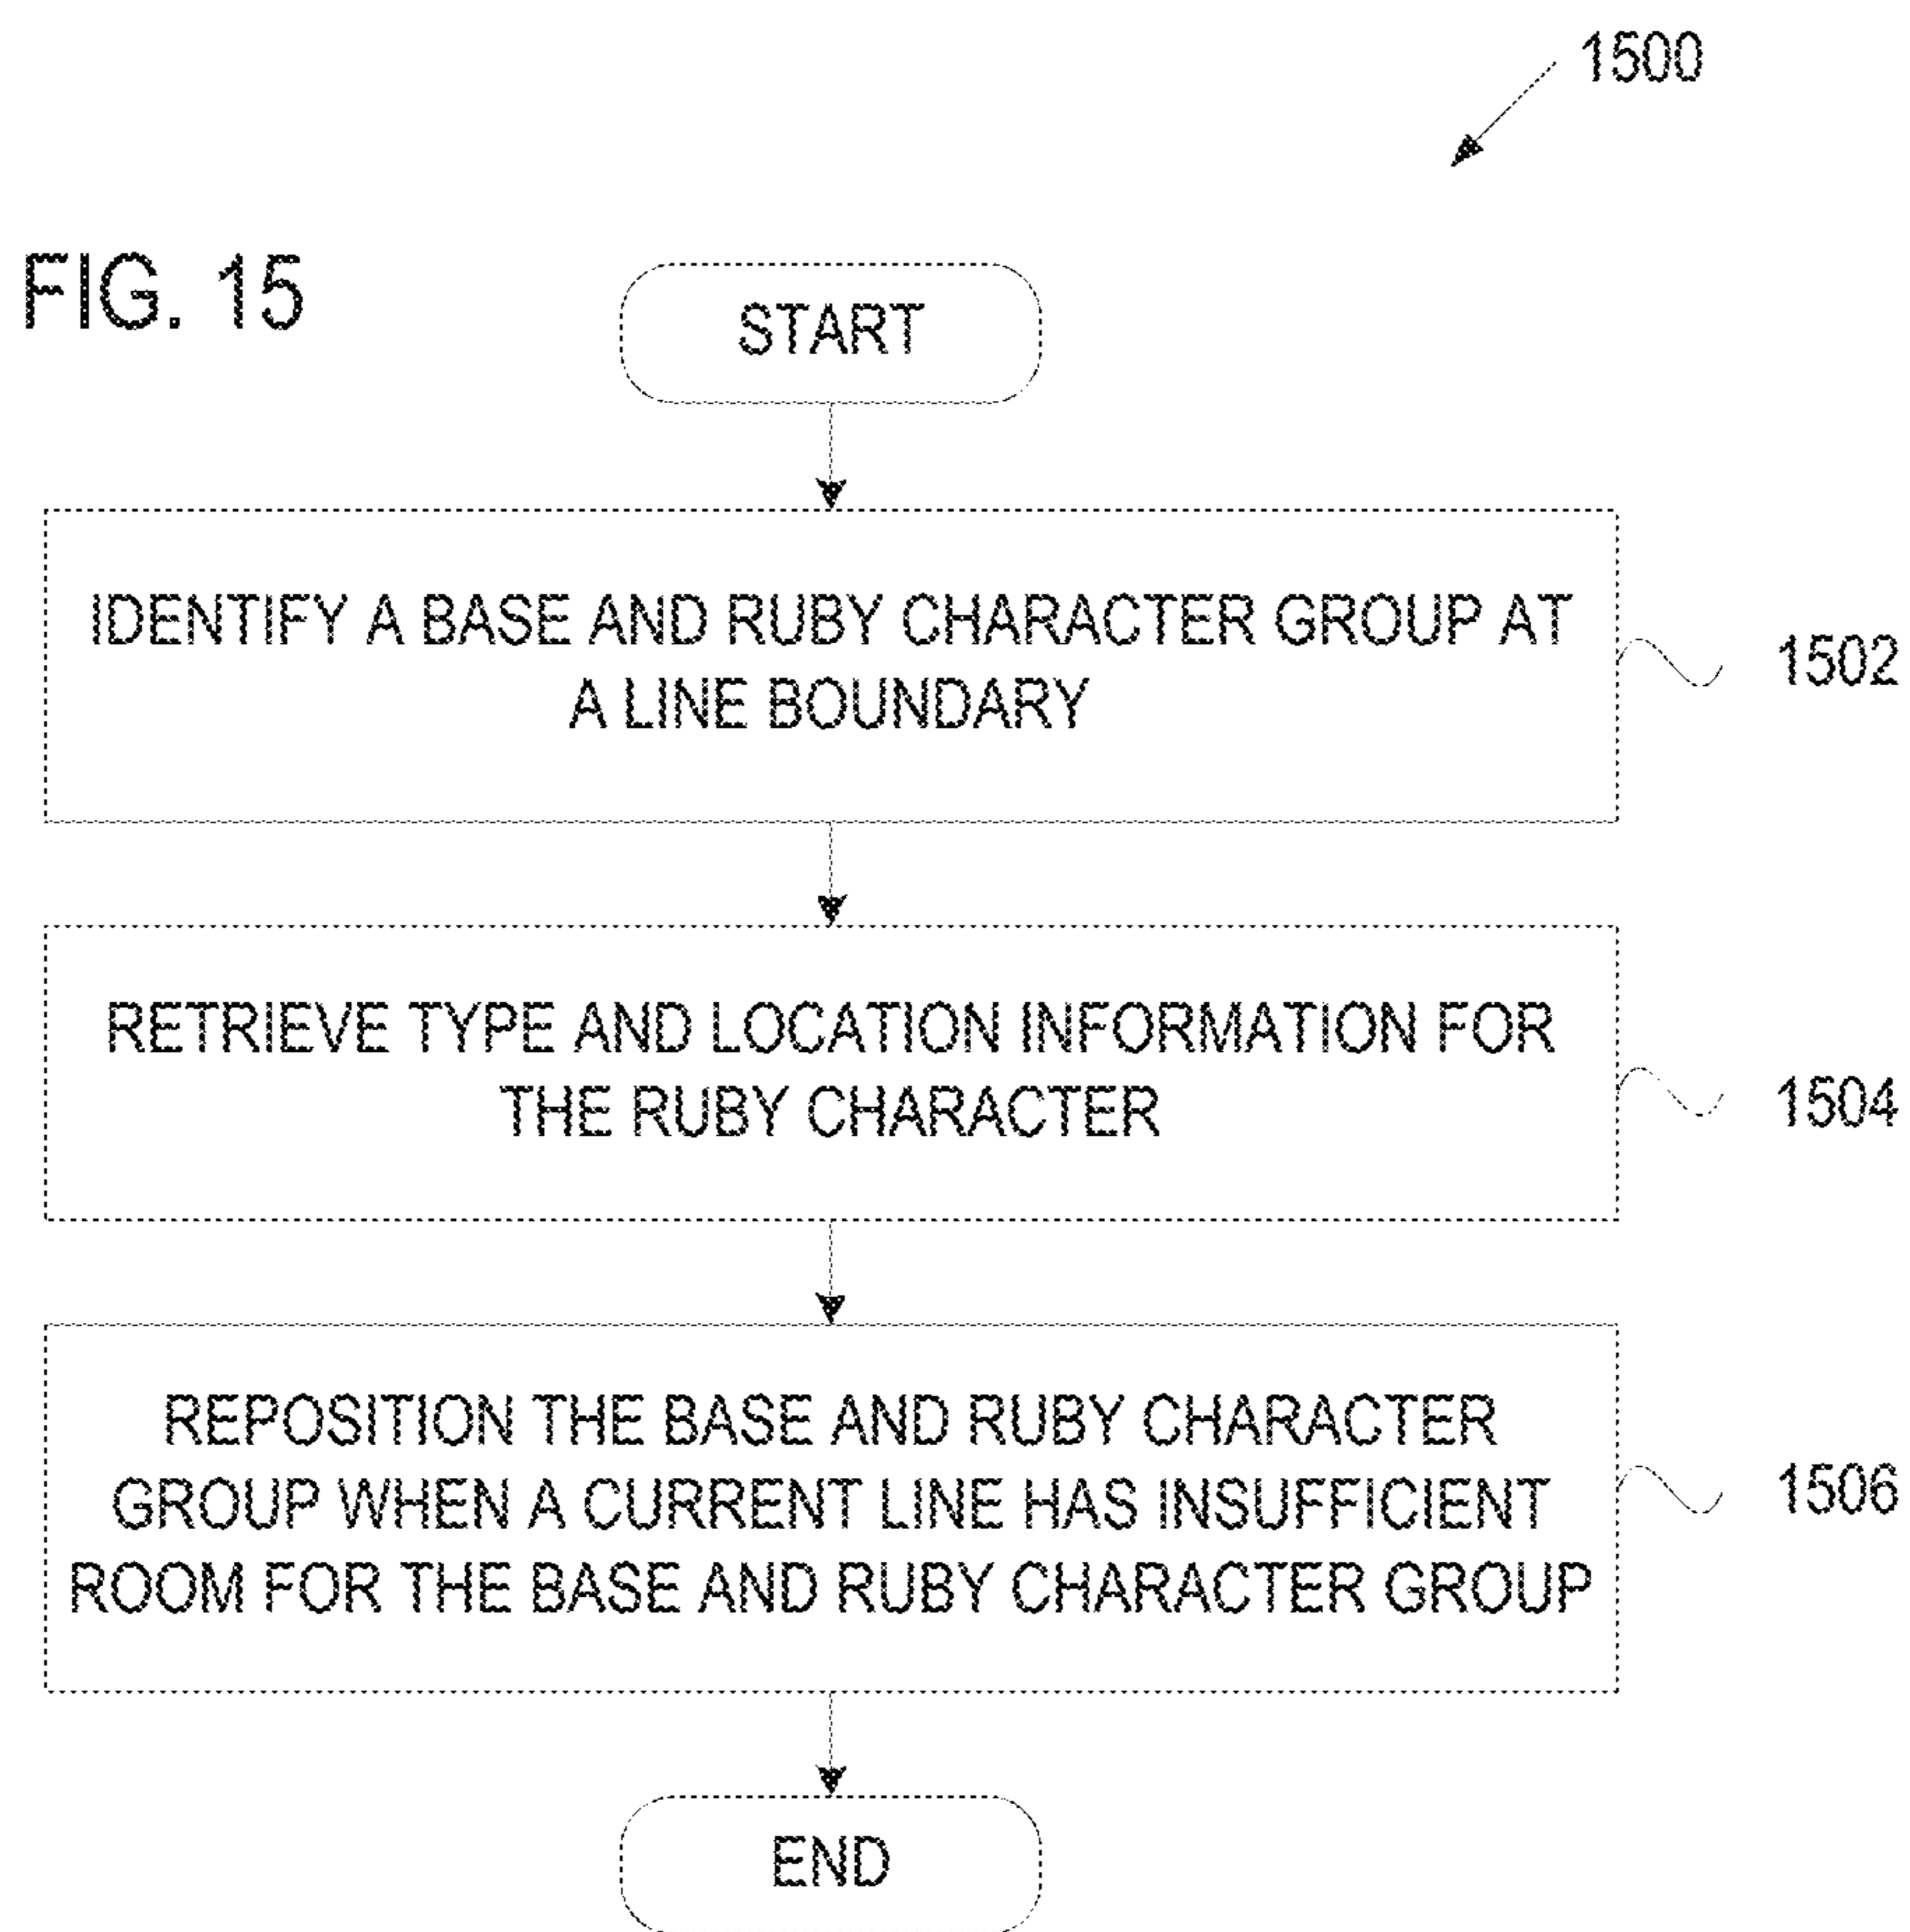 1500
FIG. 15
START
IDENTIFY A BASE AND RUBY CHARACTER GROUP AT
A LINE BOUNDARY
1502
RETRIEVE TYPE AND LOCATION INFORMATION FOR
THE RUBY CHARACTER
1504
REPOSITION THE BASE AND RUBY CHARACTER
GROUP WHEN A CURRENT LINE HAS INSUFFICIENT
ROOM FOR THE BASE AND RUBY CHARACTER GROUP
1506
END